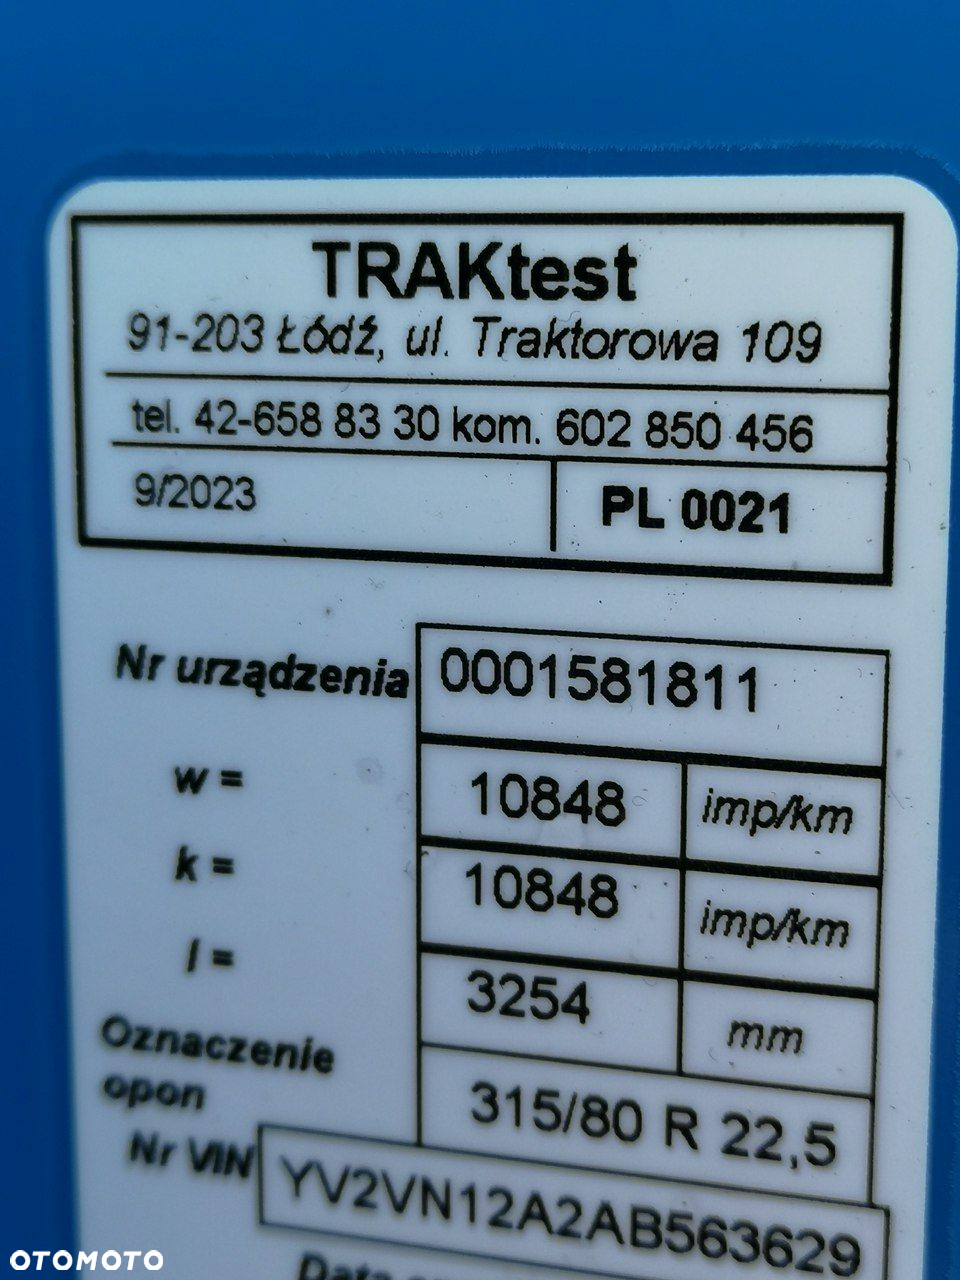 TRAKtest
91-203 Łódź, ul. Traktorowa 109
tel. 42-658 83 30 kom. 602 850 456
9/2023 PL 0021
Nr urządzenia 0001581811
w = 10848 imp/km
k = 10848 imp/km
l = 3254 mm
Oznaczenie
opon 315/80 R 22,5
Nr VIN YV2VN12A2AB563629
Data
OTOMOTO